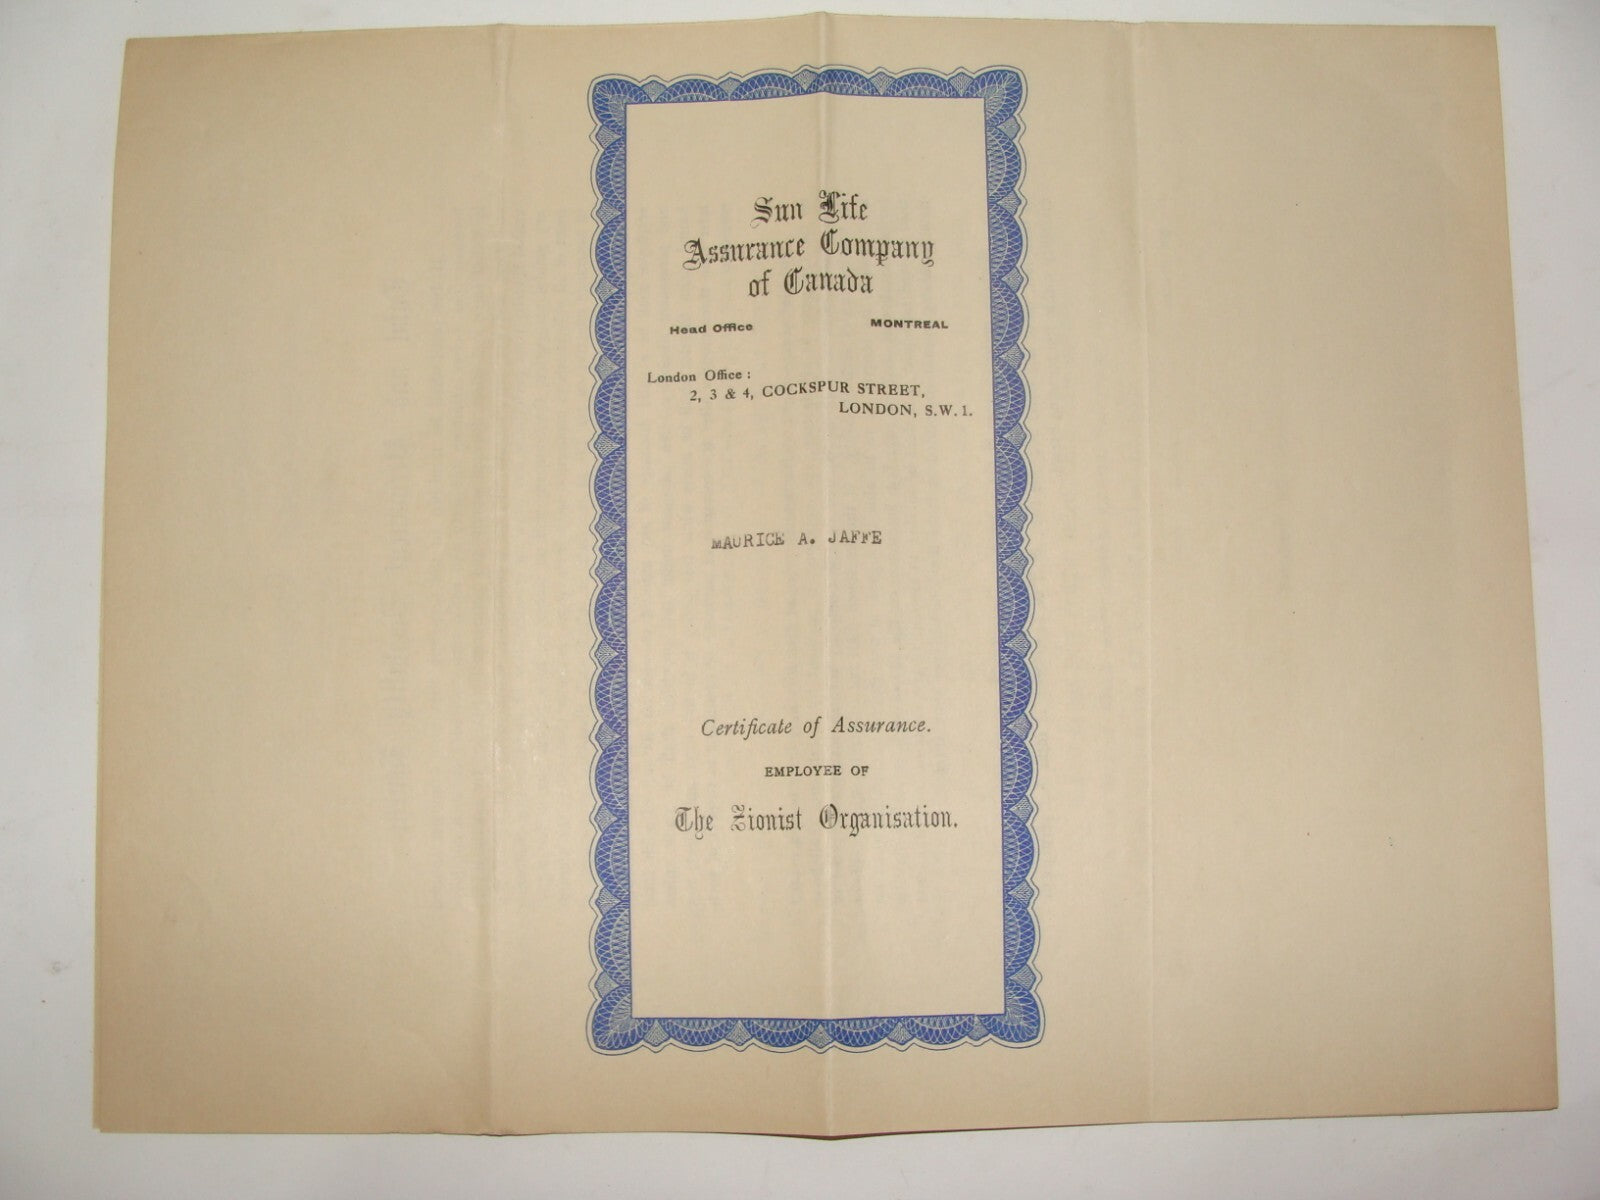 Sun Life
Assurance Company
of Canada
Head Office MONTREAL
London Office :
2, 3 & 4, COCKSPUR STREET,
LONDON, S.W.1.
MAURICE A. JAFFE
Certificate of Assurance.
EMPLOYEE OF
The Zionist Organisation.